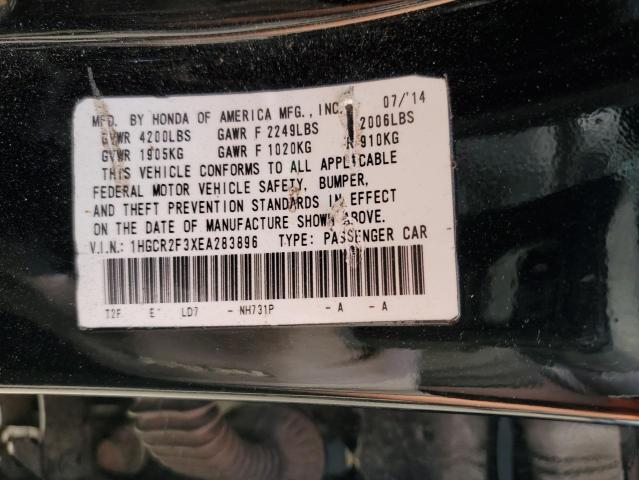 MFD. BY HONDA OF AMERICA MFG., INC. 07/'14
GVWR 4200LBS GAWR F 2249LBS 2006LBS
GVWR 1905KG GAWR F 1020KG R 910KG
THIS VEHICLE CONFORMS TO ALL APPLICABLE
FEDERAL MOTOR VEHICLE SAFETY, BUMPER,
AND THEFT PREVENTION STANDARDS IN EFFECT
ON THE DATE OF MANUFACTURE SHOWN ABOVE.
V.I.N.: 1HGCR2F3XEA283896 TYPE: PASSENGER CAR
T2F E LD7 - NH731P - A - A